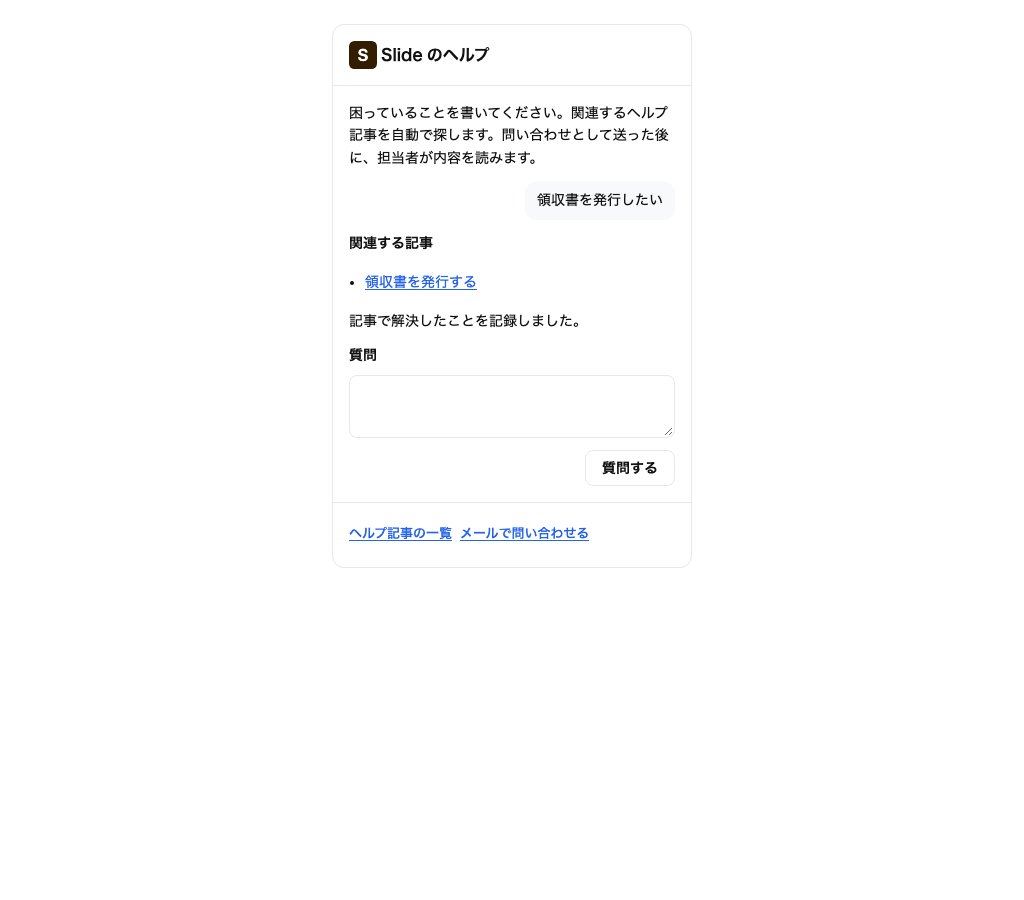 S Slide のヘルプ
困っていることを書いてください。関連するヘルプ
記事を自動で探します。問い合わせとして送った後
に、担当者が内容を読みます。
領収書を発行したい
関連する記事
• 領収書を発行する
記事で解決したことを記録しました。
質問
質問する
ヘルプ記事の一覧 メールで問い合わせる